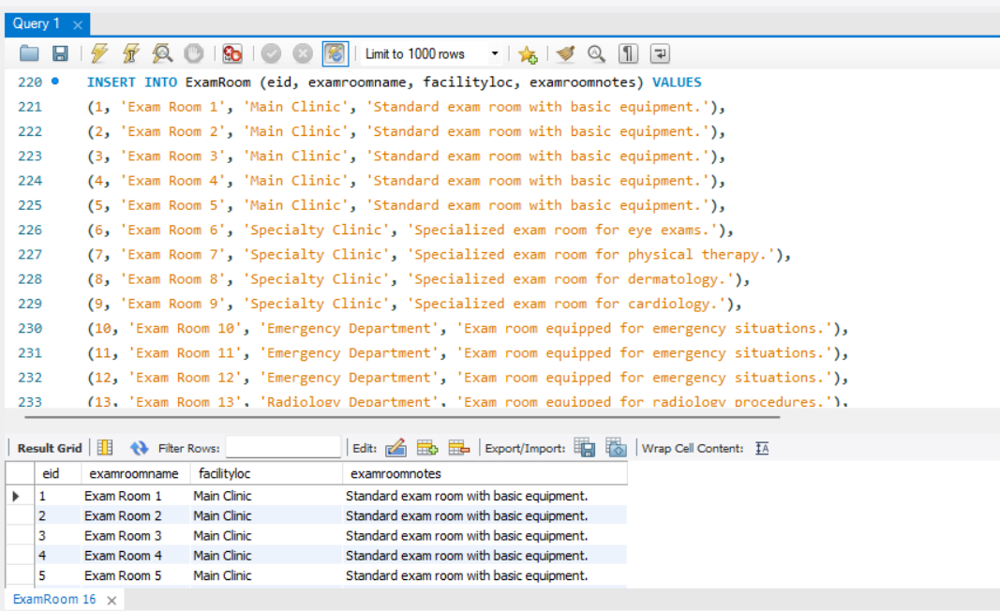 Query 1
Limit to 1000 rows
220 INSERT INTO ExamRoom (eid, examroomname, facilityloc, examroomnotes) VALUES
221 (1, 'Exam Room 1', 'Main Clinic', 'Standard exam room with basic equipment.'),
222 (2, 'Exam Room 2', 'Main Clinic', 'Standard exam room with basic equipment.'),
223 (3, 'Exam Room 3', 'Main Clinic', 'Standard exam room with basic equipment.'),
224 (4, 'Exam Room 4', 'Main Clinic', 'Standard exam room with basic equipment.'),
225 (5, 'Exam Room 5', 'Main Clinic', 'Standard exam room with basic equipment.'),
226 (6, 'Exam Room 6', 'Specialty Clinic', 'Specialized exam room for eye exams.'),
227 (7, 'Exam Room 7', 'Specialty Clinic', 'Specialized exam room for physical therapy.'),
228 (8, 'Exam Room 8', 'Specialty Clinic', 'Specialized exam room for dermatology.'),
229 (9, 'Exam Room 9', 'Specialty Clinic', 'Specialized exam room for cardiology.'),
230 (10, 'Exam Room 10', 'Emergency Department', 'Exam room equipped for emergency situations.'),
231 (11, 'Exam Room 11', 'Emergency Department', 'Exam room equipped for emergency situations.'),
232 (12, 'Exam Room 12', 'Emergency Department', 'Exam room equipped for emergency situations.'),
233 (13, 'Exam Room 13', 'Radiology Department', 'Exam room equipped for radiology procedures.'),
Result Grid Filter Rows: Edit: Export/Import: Wrap Cell Content:
eid examroomname facilityloc examroomnotes
1 Exam Room 1 Main Clinic Standard exam room with basic equipment.
2 Exam Room 2 Main Clinic Standard exam room with basic equipment.
3 Exam Room 3 Main Clinic Standard exam room with basic equipment.
4 Exam Room 4 Main Clinic Standard exam room with basic equipment.
5 Exam Room 5 Main Clinic Standard exam room with basic equipment.
ExamRoom 16